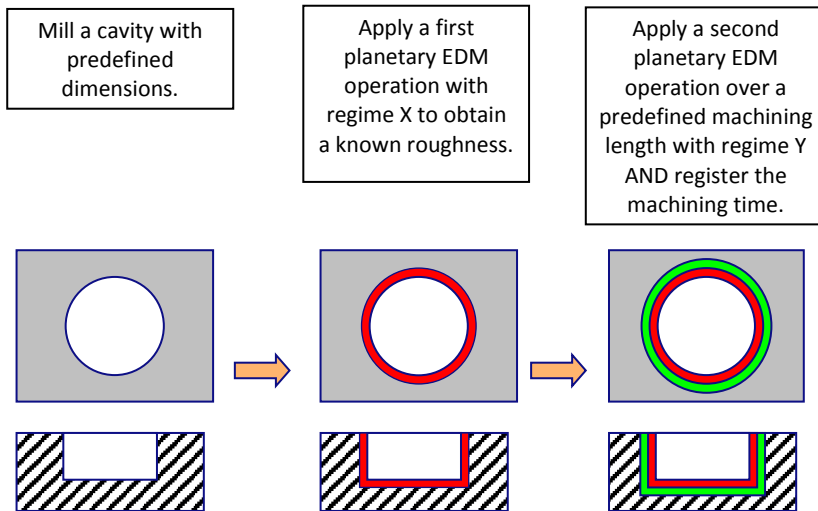 Mill a cavity with
predefined
dimensions.
Apply a first
planetary EDM
operation with
regime X to obtain
a known roughness.
Apply a second
planetary EDM
operation over a
predefined machining
length with regime Y
AND register the
machining time.